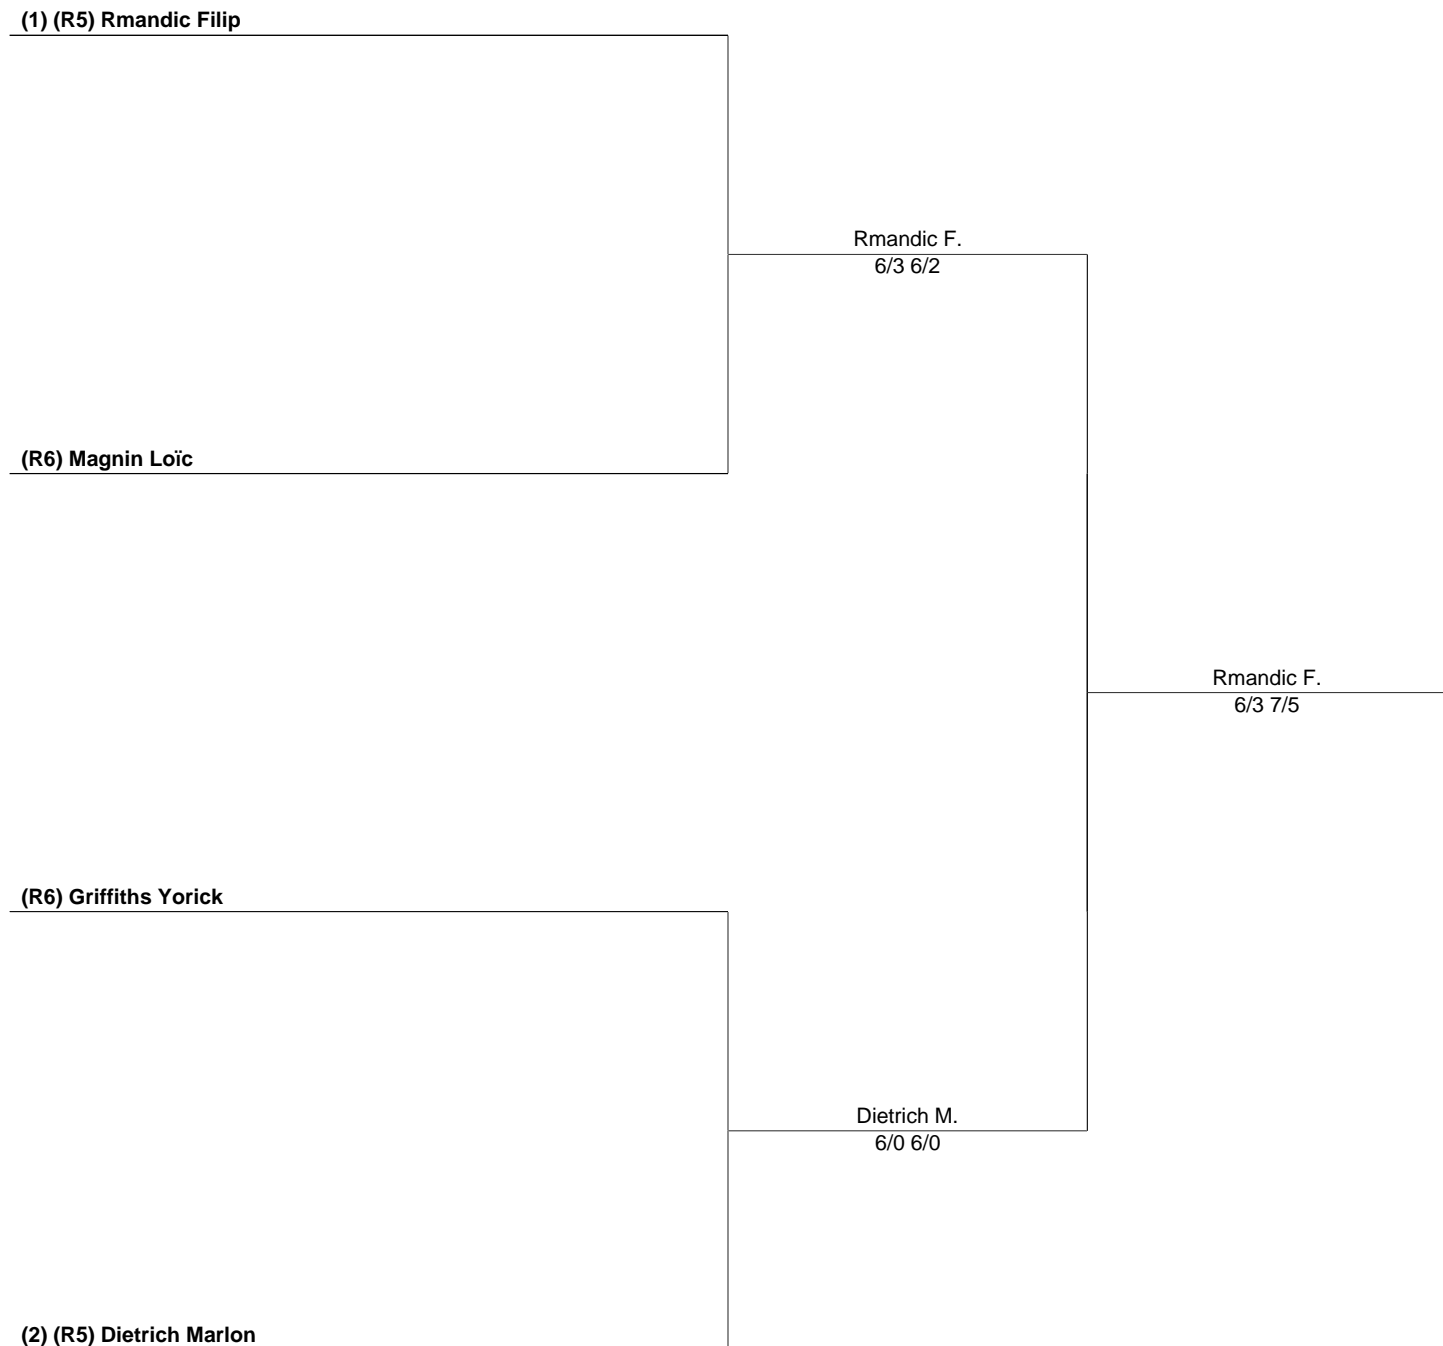 (1) (R5) Rmandic Filip
Rmandic F.
6/3 6/2
(R6) Magnin Loïc
Rmandic F.
6/3 7/5
(R6) Griffiths Yorick
Dietrich M.
6/0 6/0
(2) (R5) Dietrich Marlon